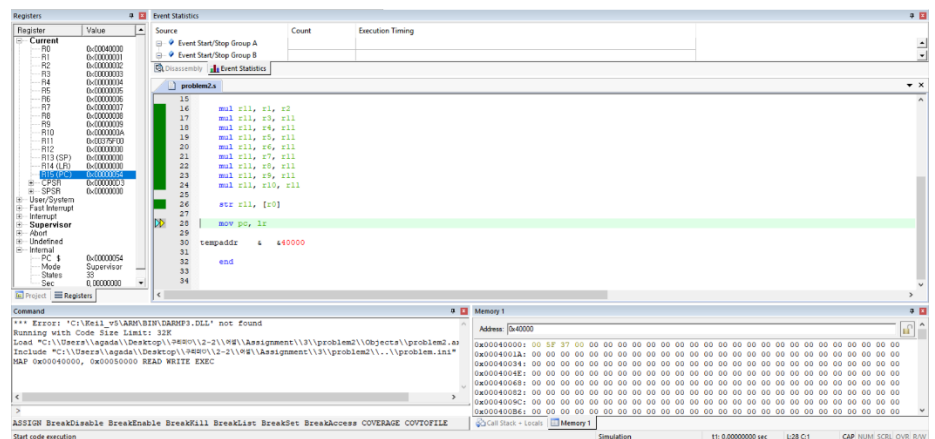 Registers
Register Value
Current
R0 0x00040000
R1 0x00000001
R2 0x00000002
R3 0x00000003
R4 0x00000004
R5 0x00000005
R6 0x00000006
R7 0x00000007
R8 0x00000008
R9 0x00000009
R10 0x0000000A
R11 0x00375F00
R12 0x00000000
R13 (SP) 0x00000000
R14 (LR) 0x00000000
R15 (PC) 0x00000054
CPSR 0x000000D3
SPSR 0x00000000
User/System
Fast Interrupt
Interrupt
Supervisor
Abort
Undefined
Internal
PC $ 0x00000054
Mode Supervisor
States 33
Sec 0,00000000
Project Registers
Event Statistics
Source Count Execution Timing
Event Start/Stop Group A
Event Start/Stop Group B
Disassembly Event Statistics
problem2.s
15
16 mul r11, r1, r2
17 mul r11, r3, r11
18 mul r11, r4, r11
19 mul r11, r5, r11
20 mul r11, r6, r11
21 mul r11, r7, r11
22 mul r11, r8, r11
23 mul r11, r9, r11
24 mul r11, r10, r11
25
26 str r11, [r0]
27
28 mov pc, lr
29
30 tempaddr & &40000
31
32 end
33
34
Command
*** Error: 'C:\Keil_v5\ARM\BIN\DARMP3.DLL' not found
Running with Code Size Limit: 32K
MAP 0x00040000, 0x00050000 READ WRITE EXEC
>
ASSIGN BreakDisable BreakEnable BreakKill BreakList BreakSet BreakAccess COVERAGE COVTOFILE
Memory 1
Address: 0x40000
0x00040000: 00 5F 37 00 00 00 00 00 00 00 00 00 00 00 00 00 00 00 00 00 00 00 00 00 00 00
0x0004001A: 00 00 00 00 00 00 00 00 00 00 00 00 00 00 00 00 00 00 00 00 00 00 00 00 00 00
0x00040034: 00 00 00 00 00 00 00 00 00 00 00 00 00 00 00 00 00 00 00 00 00 00 00 00 00 00
0x0004004E: 00 00 00 00 00 00 00 00 00 00 00 00 00 00 00 00 00 00 00 00 00 00 00 00 00 00
0x00040068: 00 00 00 00 00 00 00 00 00 00 00 00 00 00 00 00 00 00 00 00 00 00 00 00 00 00
0x00040082: 00 00 00 00 00 00 00 00 00 00 00 00 00 00 00 00 00 00 00 00 00 00 00 00 00 00
0x0004009C: 00 00 00 00 00 00 00 00 00 00 00 00 00 00 00 00 00 00 00 00 00 00 00 00 00 00
0x000400B6: 00 00 00 00 00 00 00 00 00 00 00 00 00 00 00 00 00 00 00 00 00 00 00 00 00 00
Call Stack + Locals Memory 1
Start code execution Simulation t1: 0.00000000 sec L:28 C:1 CAP NUM SCRL OVR R/W